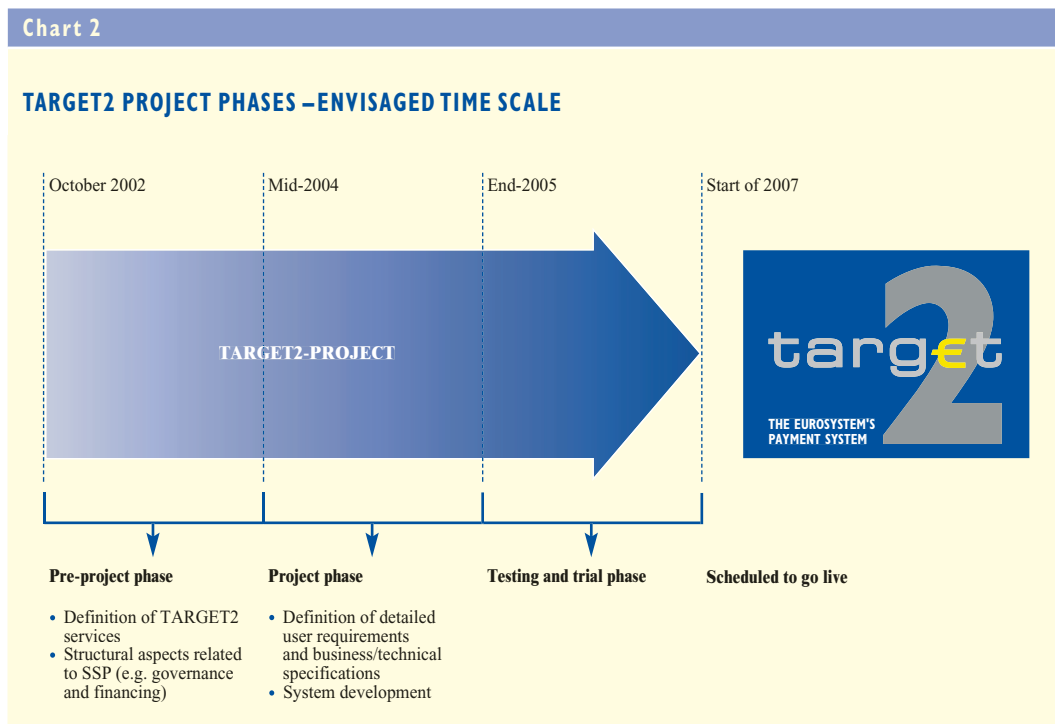 Chart 2
TARGET2 PROJECT PHASES – ENVISAGED TIME SCALE
October 2002
Mid-2004
End-2005
Start of 2007
TARGET2-PROJECT
2
targ€t
THE EUROSYSTEM'S
PAYMENT SYSTEM
Pre-project phase
• Definition of TARGET2
services
• Structural aspects related
to SSP (e.g. governance
and financing)
Project phase
• Definition of detailed
user requirements
and business/technical
specifications
• System development
Testing and trial phase
Scheduled to go live